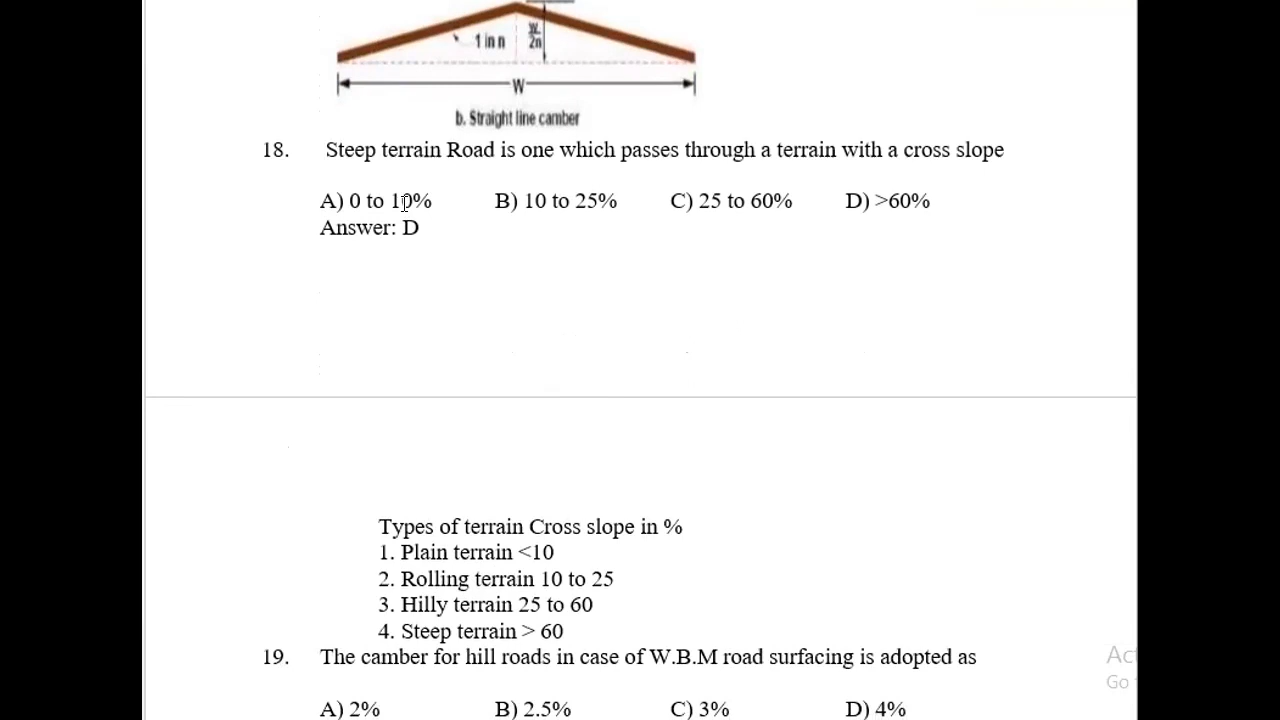 1 in n
W
2n
W
b. Straight line camber
18. Steep terrain Road is one which passes through a terrain with a cross slope
A) 0 to 10% B) 10 to 25% C) 25 to 60% D) >60%
Answer: D
Types of terrain Cross slope in %
1. Plain terrain <10
2. Rolling terrain 10 to 25
3. Hilly terrain 25 to 60
4. Steep terrain > 60
19. The camber for hill roads in case of W.B.M road surfacing is adopted as
A) 2% B) 2.5% C) 3% D) 4%
Go